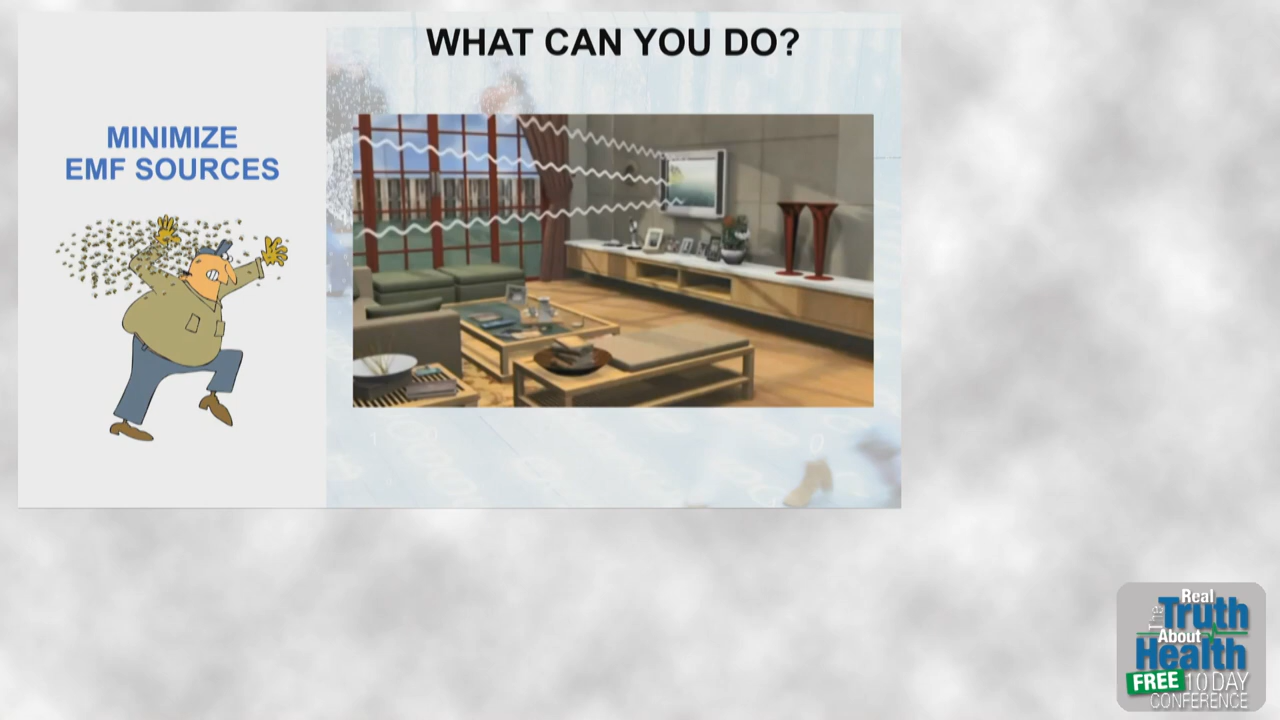 WHAT CAN YOU DO?
MINIMIZE
EMF SOURCES
The Real
Truth
About
Health
FREE 10 DAY
CONFERENCE